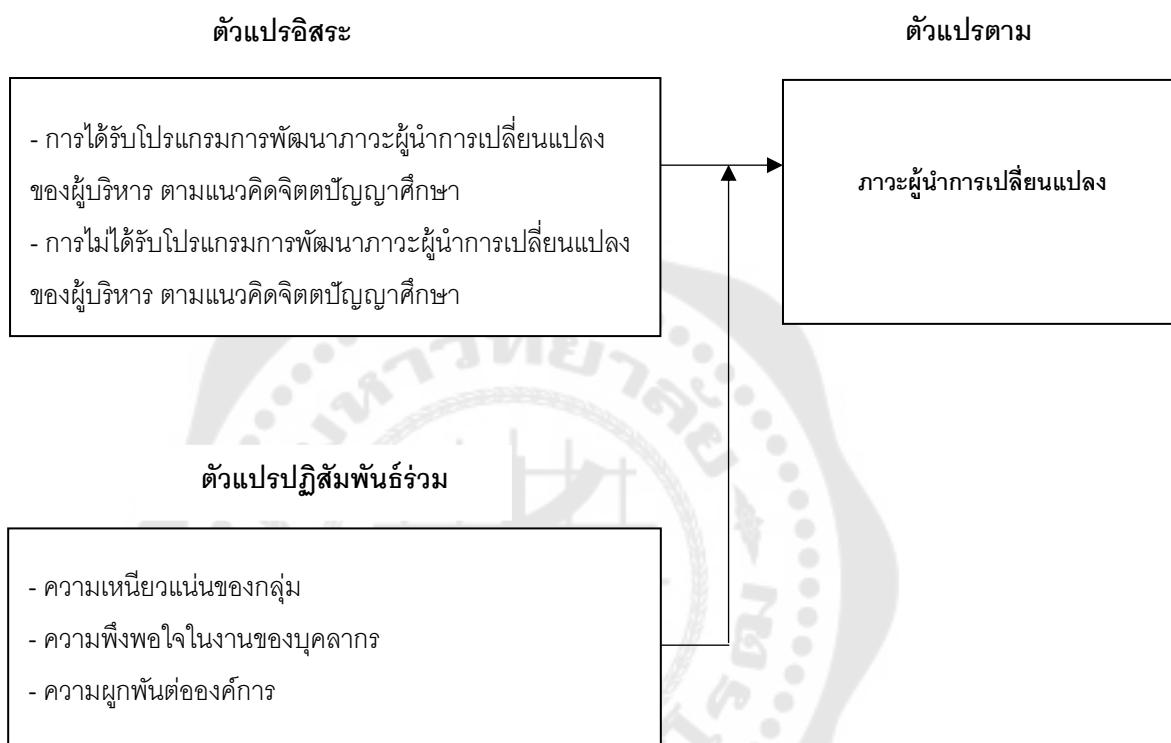 ตัวแปรอิสระ
ตัวแปรตาม
- การได้รับโปรแกรมการพัฒนาภาวะผู้นำการเปลี่ยนแปลง
ของผู้บริหาร ตามแนวคิดจิตตปัญญาศึกษา
- การไม่ได้รับโปรแกรมการพัฒนาภาวะผู้นำการเปลี่ยนแปลง
ของผู้บริหาร ตามแนวคิดจิตตปัญญาศึกษา
ภาวะผู้นำการเปลี่ยนแปลง
ตัวแปรปฏิสัมพันธ์ร่วม
- ความเหนียวแน่นของกลุ่ม
- ความพึงพอใจในงานของบุคลากร
- ความผูกพันต่อองค์การ